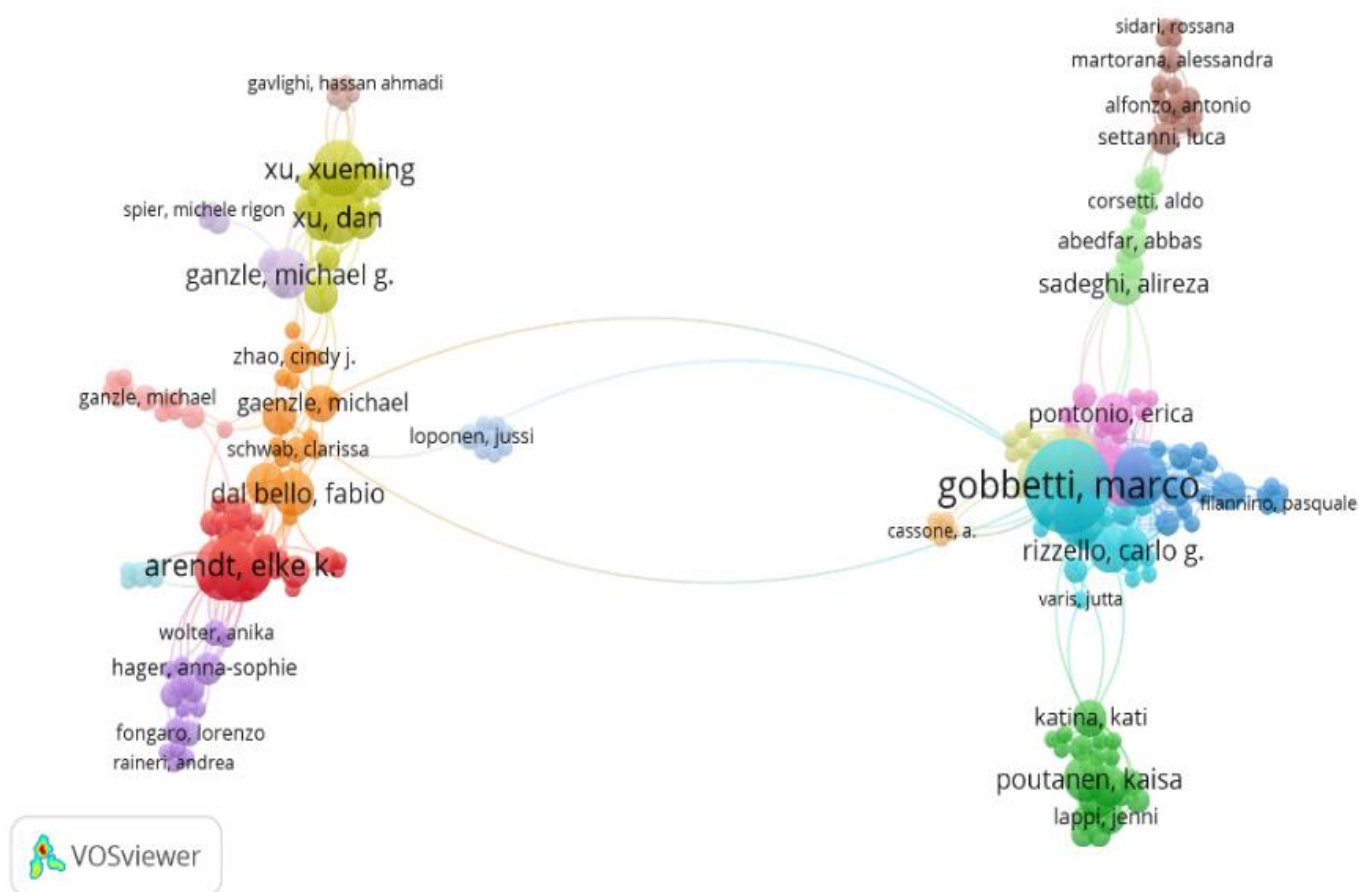 gavlighi, hassan ahmadi
xu, xueming
spier, michele rigon
xu, dan
ganzle, michael g.
zhao, cindy j.
ganzle, michael
gaenzle, michael
schwab, clarissa
loponen, jussi
dal bello, fabio
arendt, elke k.
wolter, anika
hager, anna-sophie
fongaro, lorenzo
raineri, andrea
sidari, rossana
martorana, alessandra
alfonzo, antonio
settanni, luca
corsetti, aldo
abedfar, abbas
sadeghi, alireza
pontonio, erica
gobbetti, marco
filannino, pasquale
cassone, a.
rizzello, carlo g.
varis, jutta
katina, kati
poutanen, kaisa
lappi, jenni
VOSviewer